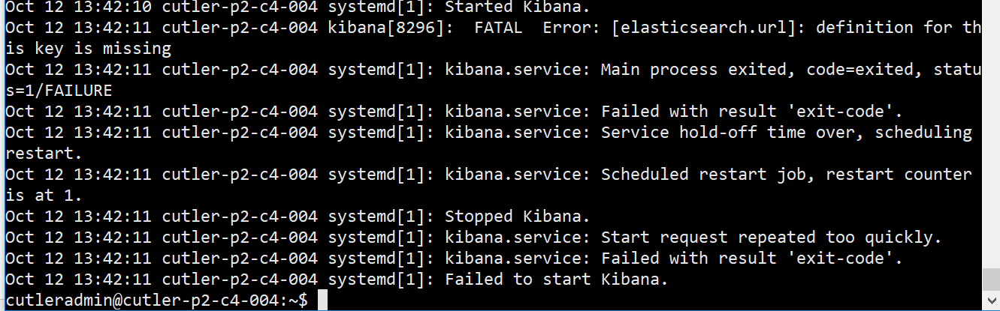 Oct 12 13:42:10 cutler-p2-c4-004 systemd[1]: Started Kibana.
Oct 12 13:42:11 cutler-p2-c4-004 kibana[8296]:  FATAL  Error: [elasticsearch.url]: definition for th
is key is missing
Oct 12 13:42:11 cutler-p2-c4-004 systemd[1]: kibana.service: Main process exited, code=exited, statu
s=1/FAILURE
Oct 12 13:42:11 cutler-p2-c4-004 systemd[1]: kibana.service: Failed with result 'exit-code'.
Oct 12 13:42:11 cutler-p2-c4-004 systemd[1]: kibana.service: Service hold-off time over, scheduling
restart.
Oct 12 13:42:11 cutler-p2-c4-004 systemd[1]: kibana.service: Scheduled restart job, restart counter
is at 1.
Oct 12 13:42:11 cutler-p2-c4-004 systemd[1]: Stopped Kibana.
Oct 12 13:42:11 cutler-p2-c4-004 systemd[1]: kibana.service: Start request repeated too quickly.
Oct 12 13:42:11 cutler-p2-c4-004 systemd[1]: kibana.service: Failed with result 'exit-code'.
Oct 12 13:42:11 cutler-p2-c4-004 systemd[1]: Failed to start Kibana.
cutleradmin@cutler-p2-c4-004:~$